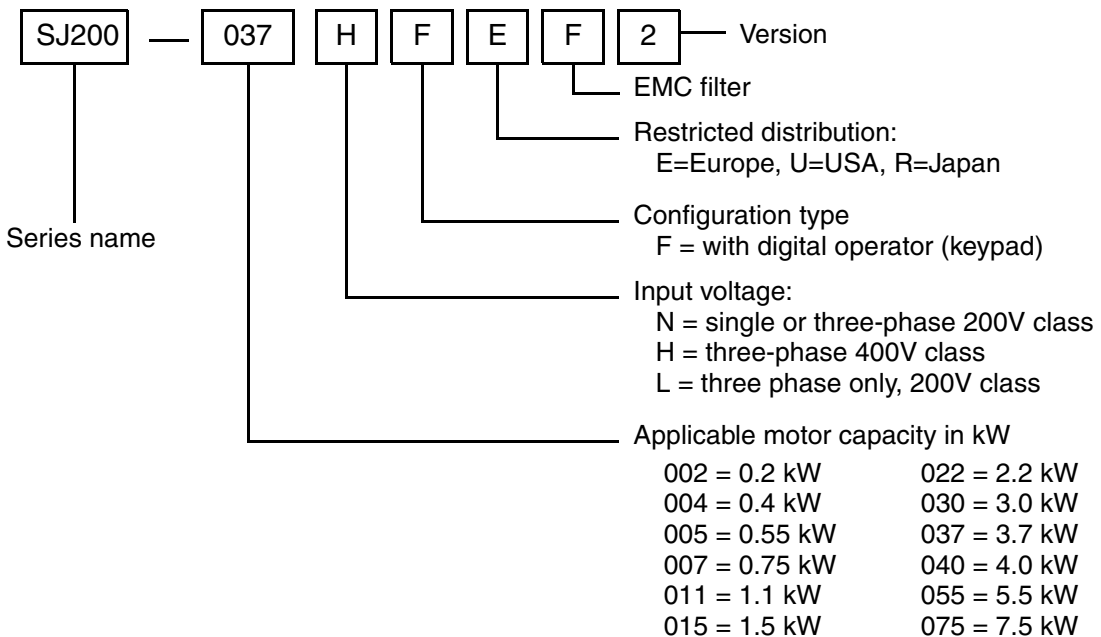 SJ200 — 037 H F E F 2 Version
EMC filter
Restricted distribution:
E=Europe, U=USA, R=Japan
Series name
Configuration type
F = with digital operator (keypad)
Input voltage:
N = single or three-phase 200V class
H = three-phase 400V class
L = three phase only, 200V class
Applicable motor capacity in kW
002 = 0.2 kW 022 = 2.2 kW
004 = 0.4 kW 030 = 3.0 kW
005 = 0.55 kW 037 = 3.7 kW
007 = 0.75 kW 040 = 4.0 kW
011 = 1.1 kW 055 = 5.5 kW
015 = 1.5 kW 075 = 7.5 kW